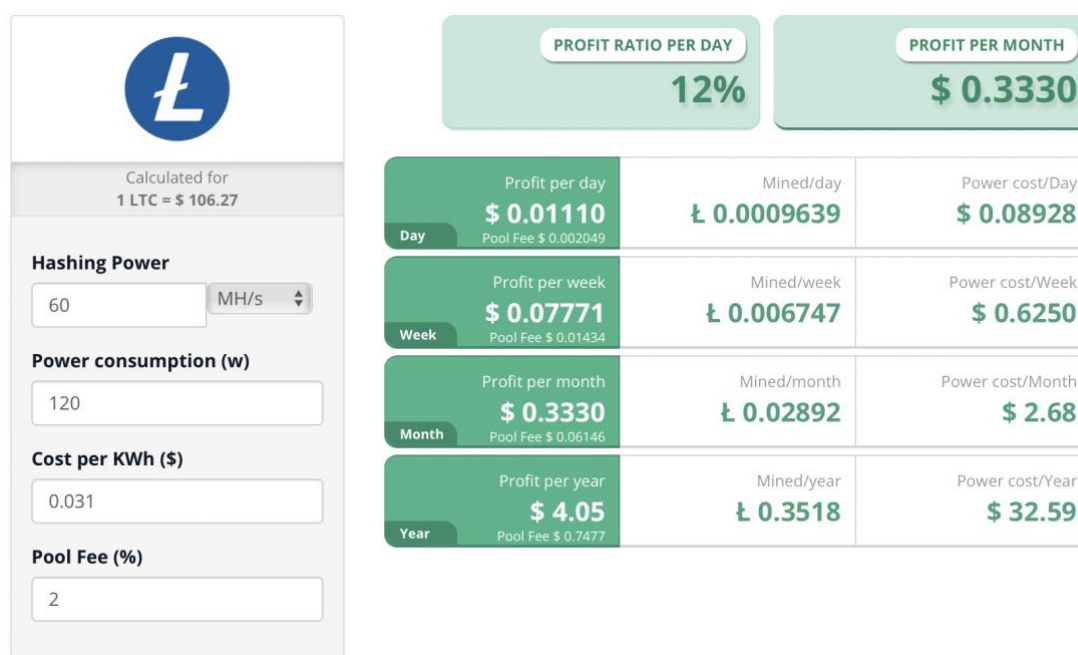 Ł
Calculated for
1 LTC = $ 106.27
Hashing Power
60
MH/s
Power consumption (w)
120
Cost per KWh ($)
0.031
Pool Fee (%)
2
PROFIT RATIO PER DAY
12%
PROFIT PER MONTH
$ 0.3330
Day
Profit per day
$ 0.01110
Pool Fee $ 0.002049
Mined/day
Ł 0.0009639
Power cost/Day
$ 0.08928
Week
Profit per week
$ 0.07771
Pool Fee $ 0.01434
Mined/week
Ł 0.006747
Power cost/Week
$ 0.6250
Month
Profit per month
$ 0.3330
Pool Fee $ 0.06146
Mined/month
Ł 0.02892
Power cost/Month
$ 2.68
Year
Profit per year
$ 4.05
Pool Fee $ 0.7477
Mined/year
Ł 0.3518
Power cost/Year
$ 32.59